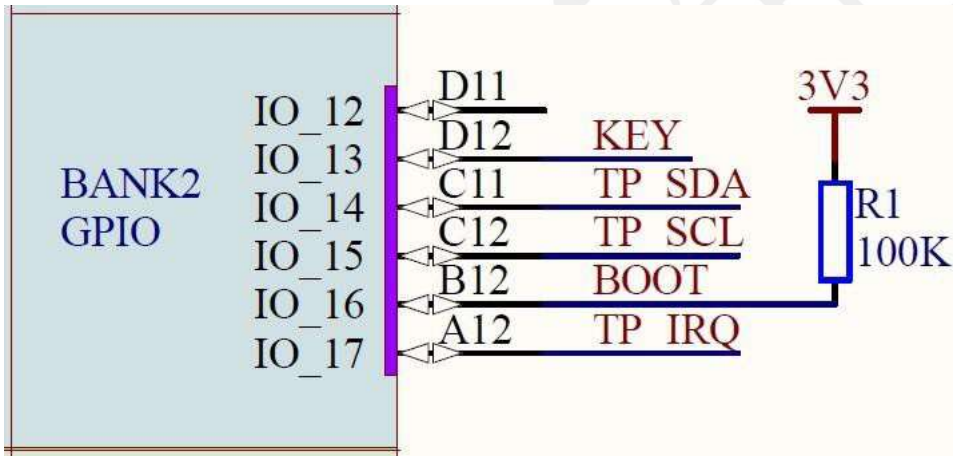 BANK2
GPIO
IO_12 D11
IO_13 D12 KEY
IO_14 C11 TP_SDA
IO_15 C12 TP_SCL
IO_16 B12 BOOT
IO_17 A12 TP_IRQ
3V3
R1
100K